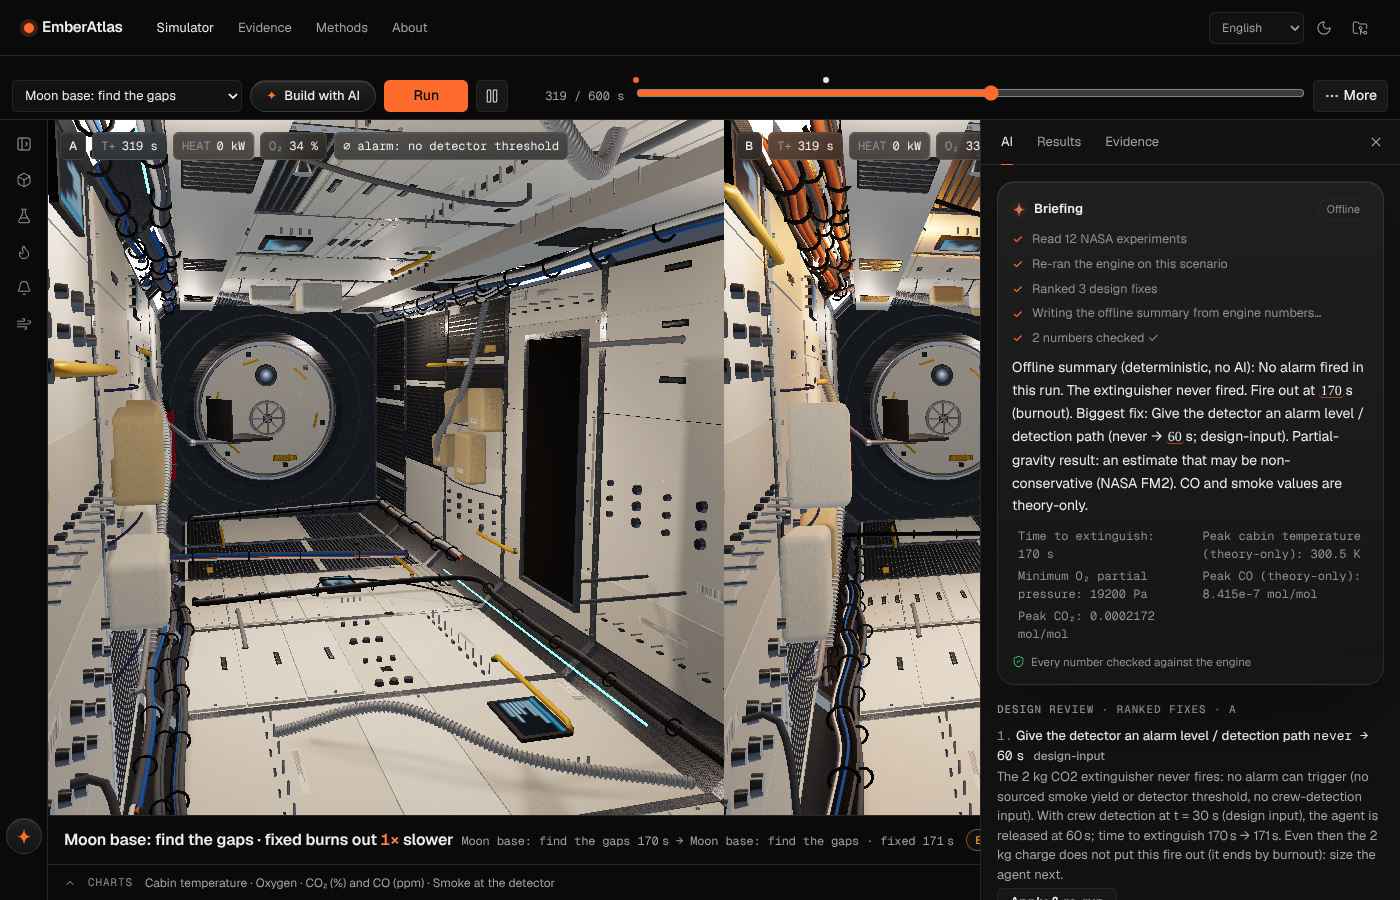 EmberAtlas
Simulator
Evidence
Methods
About
English
Moon base: find the gaps
Build with AI
Run
319 / 600 s
··· More
A
T+ 319 s
HEAT 0 kW
O₂ 34 %
∅ alarm: no detector threshold
B
T+ 319 s
HEAT 0 kW
O₂ 33
AI
Results
Evidence
Briefing
Offline
Read 12 NASA experiments
Re-ran the engine on this scenario
Ranked 3 design fixes
Writing the offline summary from engine numbers…
2 numbers checked ✓
Offline summary (deterministic, no AI): No alarm fired in
this run. The extinguisher never fired. Fire out at 170 s
(burnout). Biggest fix: Give the detector an alarm level /
detection path (never → 60 s; design-input). Partial-
gravity result: an estimate that may be non-
conservative (NASA FM2). CO and smoke values are
theory-only.
Time to extinguish:
170 s
Peak cabin temperature
(theory-only): 300.5 K
Minimum O₂ partial
pressure: 19200 Pa
Peak CO (theory-only):
8.415e-7 mol/mol
Peak CO₂: 0.0002172
mol/mol
Every number checked against the engine
DESIGN REVIEW · RANKED FIXES · A
1. Give the detector an alarm level / detection path never →
60 s design-input
The 2 kg CO2 extinguisher never fires: no alarm can trigger (no
sourced smoke yield or detector threshold, no crew-detection
input). With crew detection at t = 30 s (design input), the agent is
released at 60 s; time to extinguish 170 s → 171 s. Even then the 2
kg charge does not put this fire out (it ends by burnout): size the
agent next.
Moon base: find the gaps · fixed burns out 1× slower
Moon base: find the gaps 170 s → Moon base: find the gaps · fixed 171 s
CHARTS
Cabin temperature · Oxygen · CO₂ (%) and CO (ppm) · Smoke at the detector